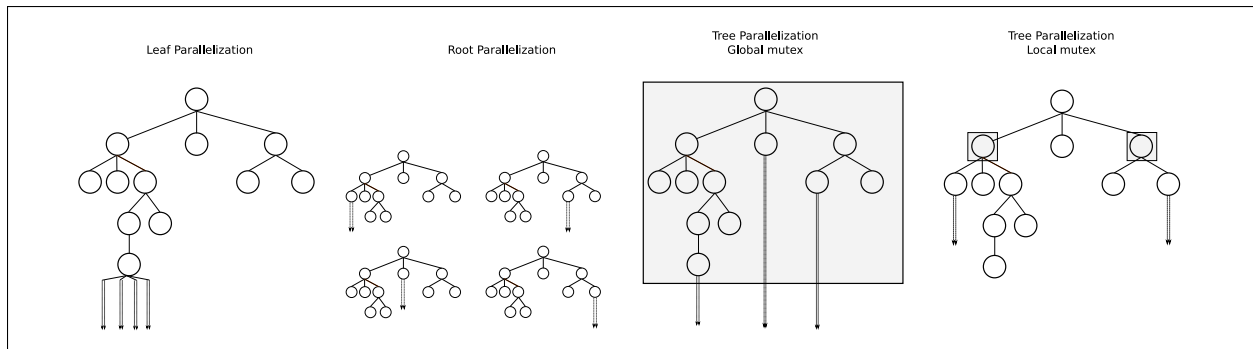 Leaf Parallelization
Root Parallelization
Tree Parallelization
Global mutex
Tree Parallelization
Local mutex